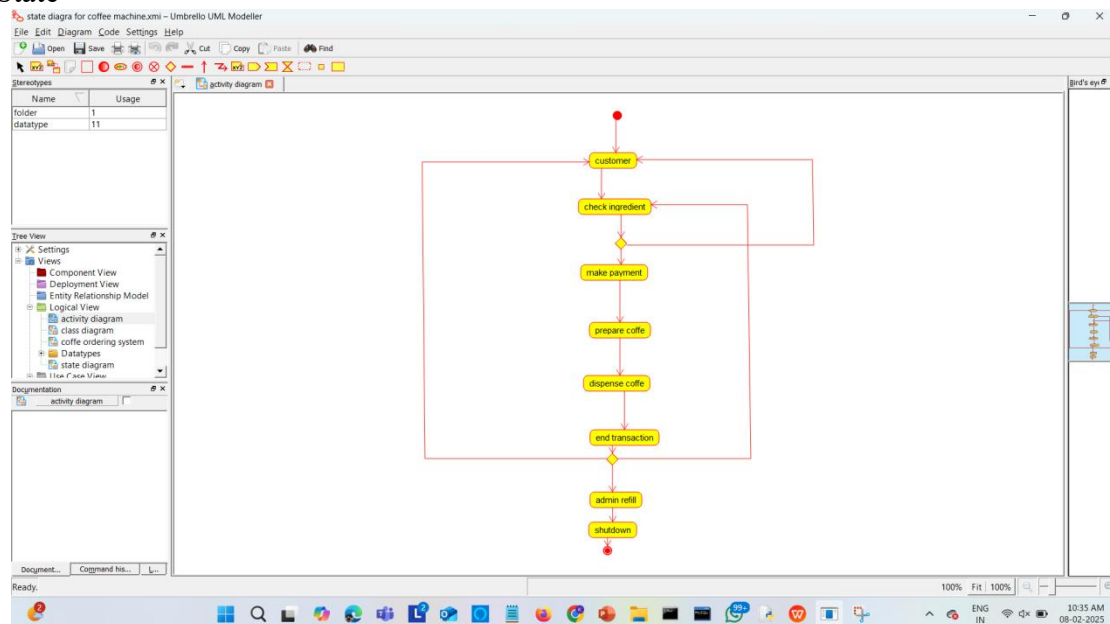 State
state diagra for coffee machine.xmi – Umbrello UML Modeller
File Edit Diagram Code Settings Help
Open Save Cut Copy Paste Find
Stereotypes
Name Usage
folder 1
datatype 11
Tree View
Settings
Views
Component View
Deployment View
Entity Relationship Model
Logical View
activity diagram
class diagram
coffe ordering system
Datatypes
state diagram
Use Case View
Documentation
activity diagram
Document... Command his... L...
activity diagram
customer
check ingredient
make payment
prepare coffe
dispense coffe
end transaction
admin refill
shutdown
Bird's eye
Ready.
100% Fit 100%
99+
ENG
IN
10:35 AM
08-02-2025